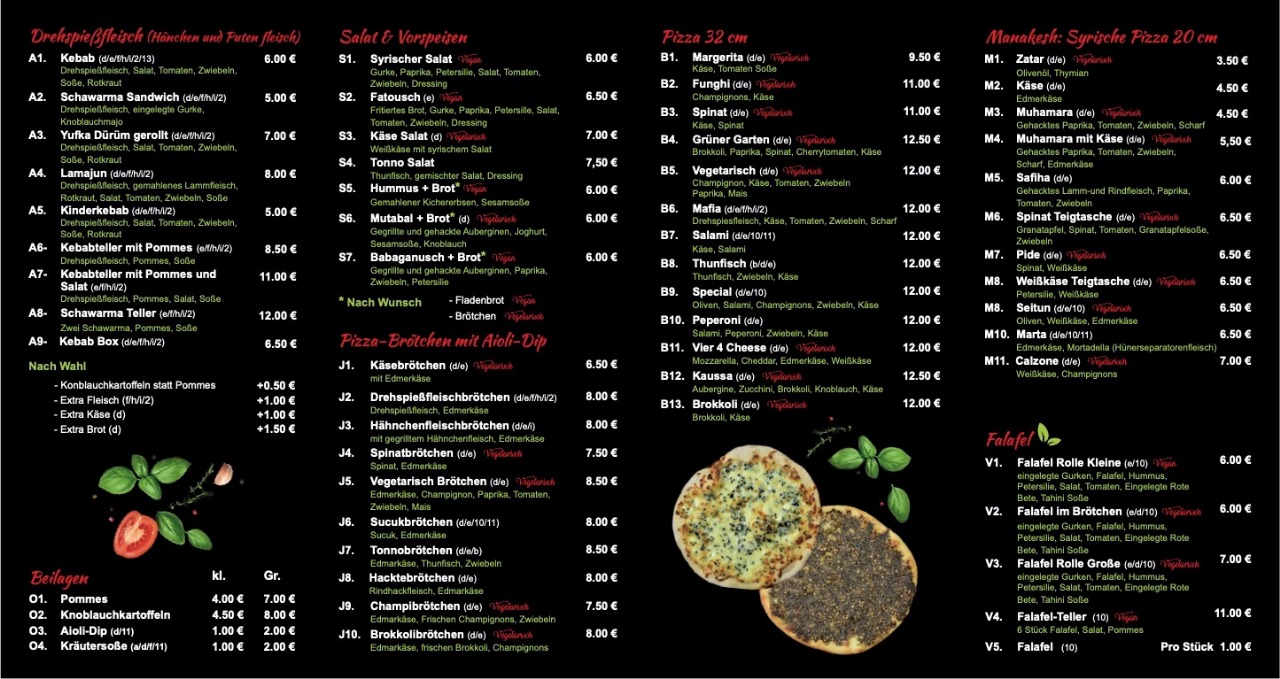 Drehspießfleisch (Hänchen und Puten fleisch)
A1. Kebab (d/e/f/h/i/2/13) 6.00 €
Drehspießfleisch, Salat, Tomaten, Zwiebeln,
Soße, Rotkraut
A2. Schawarma Sandwich (d/e/f/h/i/2) 5.00 €
Drehspießfleisch, eingelegte Gurke,
Knoblauchmajo
A3. Yufka Dürüm gerollt (d/e/f/h/i/2) 7.00 €
Drehspießfleisch, Salat, Tomaten, Zwiebeln,
Soße, Rotkraut
A4. Lamajun (d/e/f/h/i/2) 8.00 €
Drehspießfleisch, gemahlenes Lammfleisch,
Rotkraut, Salat, Tomaten, Zwiebeln, Soße
A5. Kinderkebab (d/e/f/h/i/2) 5.00 €
Drehspießfleisch, Salat, Tomaten, Zwiebeln,
Soße, Rotkraut
A6- Kebabteller mit Pommes (e/f/h/i/2) 8.50 €
Drehspießfleisch, Pommes, Soße
A7- Kebabteller mit Pommes und 11.00 €
Salat (e/f/h/i/2)
Drehspießfleisch, Pommes, Salat, Soße
A8- Schawarma Teller (e/f/h/i/2) 12.00 €
Zwei Schawarma, Pommes, Soße
A9- Kebab Box (d/e/f/h/i/2) 6.50 €
Nach Wahl
- Konblauchkartoffeln statt Pommes +0.50 €
- Extra Fleisch (f/h/i/2) +1.00 €
- Extra Käse (d) +1.00 €
- Extra Brot (d) +1.50 €
Beilagen kl. Gr.
O1. Pommes 4.00 € 7.00 €
O2. Knoblauchkartoffeln 4.50 € 8.00 €
O3. Aioli-Dip (d/11) 1.00 € 2.00 €
O4. Kräutersoße (a/d/f/11) 1.00 € 2.00 €
Salat & Vorspeisen
S1. Syrischer Salat Vegan 6.00 €
Gurke, Paprika, Petersilie, Salat, Tomaten,
Zwiebeln, Dressing
S2. Fatousch (e) Vegan 6.50 €
Fritiertes Brot, Gurke, Paprika, Petersille, Salat,
Tomaten, Zwiebeln, Dressing
S3. Käse Salat (d) Vegetarisch 7.00 €
Weißkäse mit syrischem Salat
S4. Tonno Salat 7,50 €
Thunfisch, gemischter Salat, Dressing
S5. Hummus + Brot* Vegan 6.00 €
Gemahlener Kichererbsen, Sesamsoße
S6. Mutabal + Brot* (d) Vegetarisch 6.00 €
Gegrillte und gehackte Auberginen, Joghurt,
Sesamsoße, Knoblauch
S7. Babaganusch + Brot* Vegan 6.00 €
Gegrillte und gehackte Auberginen, Paprika,
Zwiebeln, Petersilie
* Nach Wunsch - Fladenbrot Vegan
- Brötchen Vegetarisch
Pizza-Brötchen mit Aioli-Dip
J1. Käsebrötchen (d/e) Vegetarisch 6.50 €
mit Edmerkäse
J2. Drehspießfleischbrötchen (d/e/f/h/i/2) 8.00 €
Drehspießfleisch, Edmarkäse
J3. Hähnchenfleischbrötchen (d/e/i) 8.00 €
mit gegrilltem Hähnchenfleisch, Edmerkäse
J4. Spinatbrötchen (d/e) Vegetarisch 7.50 €
Spinat, Edmerkäse
J5. Vegetarisch Brötchen (d/e) Vegetarisch 8.50 €
Edmerkäse, Champignon, Paprika, Tomaten,
Zwiebeln, Mais
J6. Sucukbrötchen (d/e/10/11) 8.00 €
Sucuk, Edmerkäse
J7. Tonnobrötchen (d/e/b) 8.50 €
Edmarkäse, Thunfisch, Zwiebeln
J8. Hacktebrötchen (d/e) 8.00 €
Rindhackfleisch, Edmarkäse
J9. Champibrötchen (d/e) Vegetarisch 7.50 €
Edmarkäse, Frischen Champignons, Zwiebeln
J10. Brokkolibrötchen (d/e) Vegetarisch 8.00 €
Edmarkäse, frischen Brokkoli, Champignons
Pizza 32 cm
B1. Margerita (d/e) Vegetarisch 9.50 €
Käse, Tomaten Soße
B2. Funghi (d/e) Vegetarisch 11.00 €
Champignons, Käse
B3. Spinat (d/e) Vegetarisch 11.00 €
Käse, Spinat
B4. Grüner Garten (d/e) Vegetarisch 12.50 €
Brokkoli, Paprika, Spinat, Cherrytomaten, Käse
B5. Vegetarisch (d/e) Vegetarisch 12.00 €
Champignon, Käse, Tomaten, Zwiebeln
Paprika, Mais
B6. Mafia (d/e/f/h/i/2) 12.00 €
Drehspiesfleisch, Käse, Tomaten, Zwiebeln, Scharf
B7. Salami (d/e/10/11) 12.00 €
Käse, Salami
B8. Thunfisch (b/d/e) 12.00 €
Thunfisch, Zwiebeln, Käse
B9. Special (d/e/10) 12.00 €
Oliven, Salami, Champignons, Zwiebeln, Käse
B10. Peperoni (d/e) 12.00 €
Salami, Peperoni, Zwiebeln, Käse
B11. Vier 4 Cheese (d/e) Vegetarisch 12.00 €
Mozzarella, Cheddar, Edmerkäse, Weißkäse
B12. Kaussa (d/e) Vegetarisch 12.50 €
Aubergine, Zucchini, Brokkoli, Knoblauch, Käse
B13. Brokkoli (d/e) Vegetarisch 12.00 €
Brokkoli, Käse
Manakesh: Syrische Pizza 20 cm
M1. Zatar (d/e) Vegetarisch 3.50 €
Olivenöl, Thymian
M2. Käse (d/e) 4.50 €
Edmerkäse
M3. Muhamara (d/e) Vegetarisch 4.50 €
Gehacktes Paprika, Tomaten, Zwiebeln, Scharf
M4. Muhamara mit Käse (d/e) Vegetarisch 5,50 €
Gehacktes Paprika, Tomaten, Zwiebeln,
Scharf, Edmerkäse
M5. Safiha (d/e) 6.00 €
Gehacktes Lamm-und Rindfleisch, Paprika,
Tomaten, Zwiebeln
M6. Spinat Teigtasche (d/e) Vegetarisch 6.50 €
Granatapfel, Spinat, Tomaten, Granatapfelsoße,
Zwiebeln
M7. Pide (d/e) Vegetarisch 6.50 €
Spinat, Weißkäse
M8. Weißkäse Teigtasche (d/e) Vegetarisch 6.50 €
Petersilie, Weißkäse
M8. Seitun (d/e/10) Vegetarisch 6.50 €
Oliven, Weißkäse, Edmerkäse
M10. Marta (d/e/10/11) 6.50 €
Edmerkäse, Mortadella (Hünerseparatorenfleisch)
M11. Calzone (d/e) Vegetarisch 7.00 €
Weißkäse, Champignons
Falafel
V1. Falafel Rolle Kleine (e/10) Vegan 6.00 €
eingelegte Gurken, Falafel, Hummus,
Petersilie, Salat, Tomaten, Eingelegte Rote
Bete, Tahini Soße
V2. Falafel im Brötchen (e/d/10) Vegetarisch 6.00 €
eingelegte Gurken, Falafel, Hummus,
Petersilie, Salat, Tomaten, Eingelegte Rote
Bete, Tahini Soße
V3. Falafel Rolle Große (e/d/10) Vegetarisch 7.00 €
eingelegte Gurken, Falafel, Hummus,
Petersilie, Salat, Tomaten, Eingelegte Rote
Bete, Tahini Soße
V4. Falafel-Teller (10) Vegan 11.00 €
6 Stück Falafel, Salat, Pommes
V5. Falafel (10) Pro Stück 1.00 €